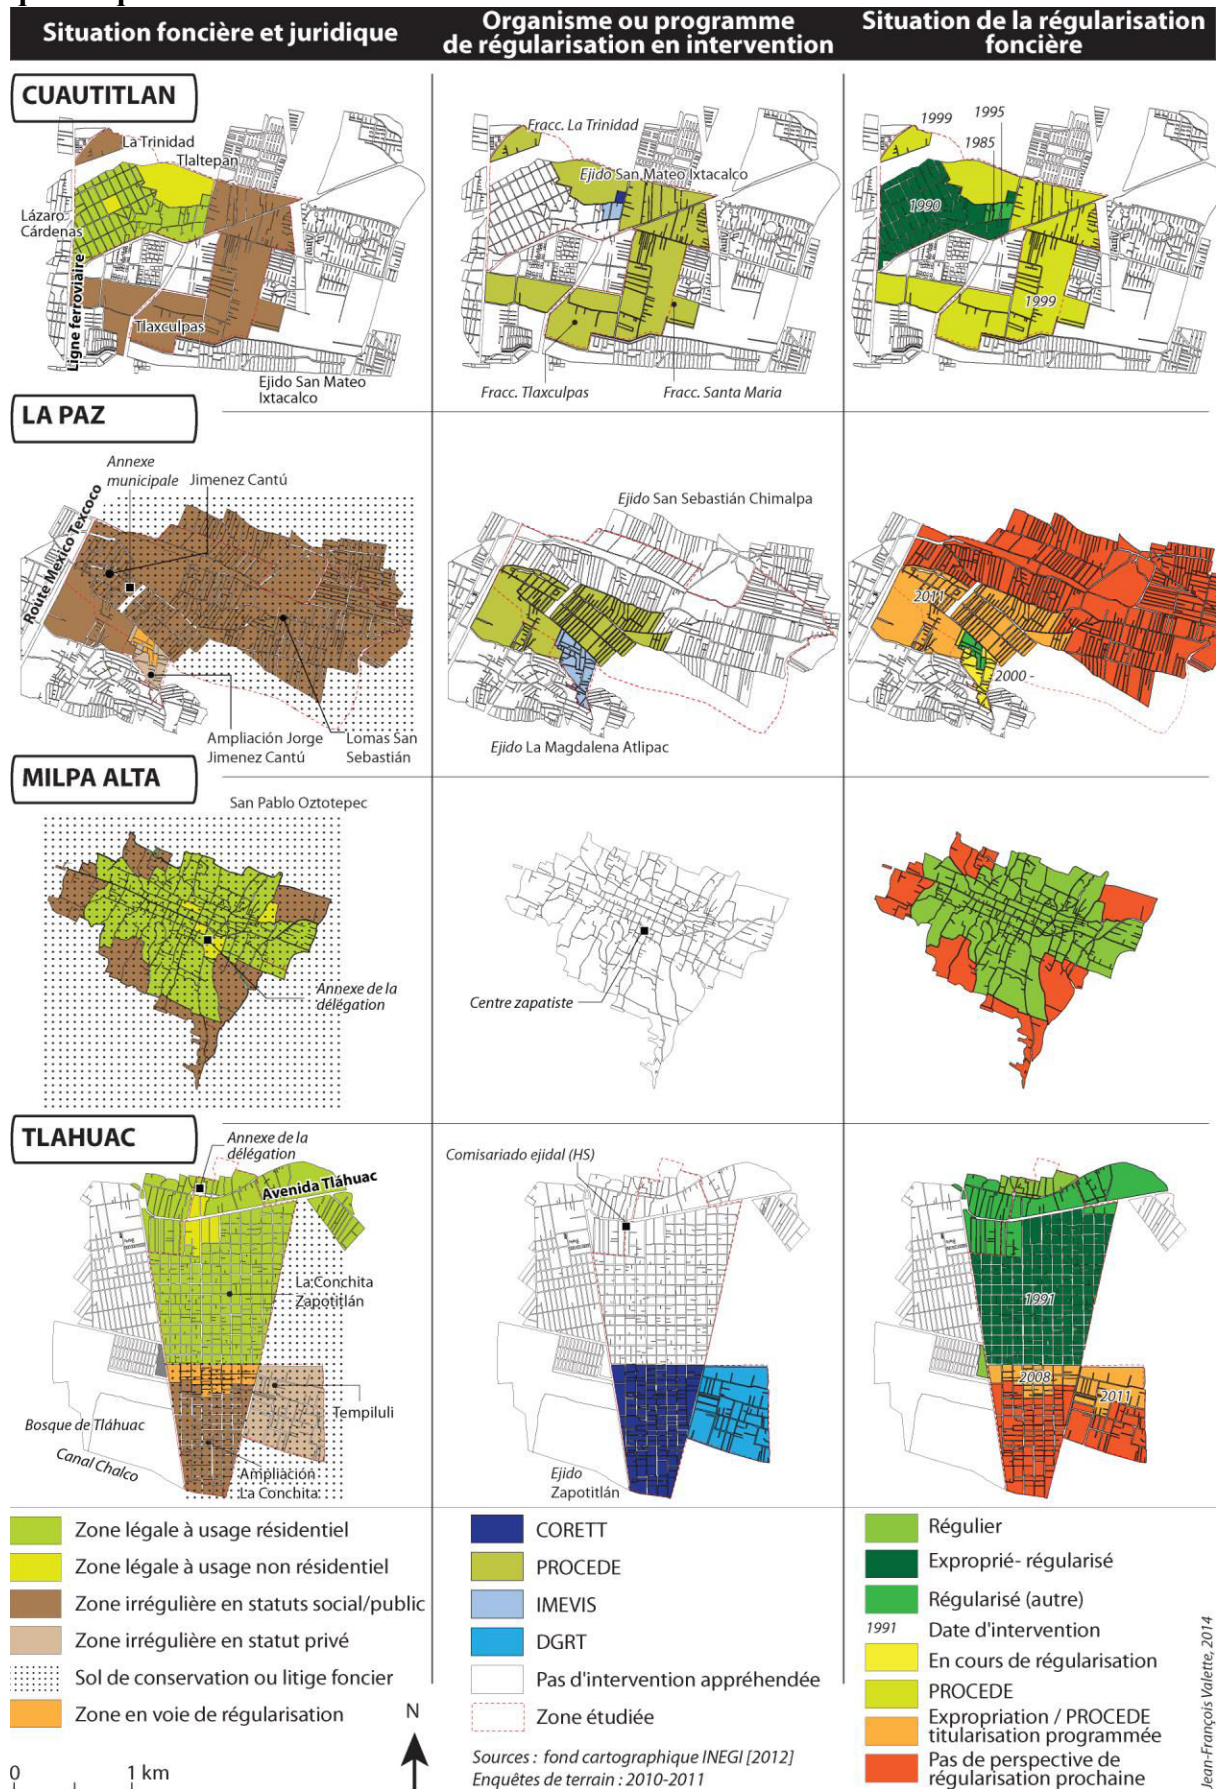 Situation foncière et juridique
Organisme ou programme
de régularisation en intervention
Situation de la régularisation
foncière
CUAUTITLAN
La Trinidad
Tlaltepan
Lázaro
Cárdenas
Ligne ferroviaire
Tlaxculpas
Ejido San Mateo
Ixtacalco
Fracc. La Trinidad
Ejido San Mateo Ixtacalco
Fracc. Tlaxculpas
Fracc. Santa Maria
1999
1995
1985
1990
1999
LA PAZ
Annexe
municipale
Jimenez Cantú
Route Mexico Texcoco
Ampliación Jorge
Jimenez Cantú
Lomas San
Sebastián
Ejido San Sebastián Chimalpa
Ejido La Magdalena Atlipac
2011
2000 -
MILPA ALTA
San Pablo Oztotepec
Annexe de la
délégation
Centre zapatiste
TLAHUAC
Annexe de la
délégation
Avenida Tláhuac
La Conchita
Zapotitlán
Tempiluli
Bosque de Tláhuac
Canal Chalco
Ampliación
La Conchita
Comisariado ejidal (HS)
Ejido
Zapotitlán
1991
2008
2011
Zone légale à usage résidentiel
Zone légale à usage non résidentiel
Zone irrégulière en statuts social/public
Zone irrégulière en statut privé
Sol de conservation ou litige foncier
Zone en voie de régularisation
0 1 km
N
CORETT
PROCEDE
IMEVIS
DGRT
Pas d'intervention appréhendée
Zone étudiée
Sources : fond cartographique INEGI [2012]
Enquêtes de terrain : 2010-2011
Régulier
Exproprié- régularisé
Régularisé (autre)
1991 Date d'intervention
En cours de régularisation
PROCEDE
Expropriation / PROCEDE
titularisation programmée
Pas de perspective de
régularisation prochaine
Jean-François Valette, 2014